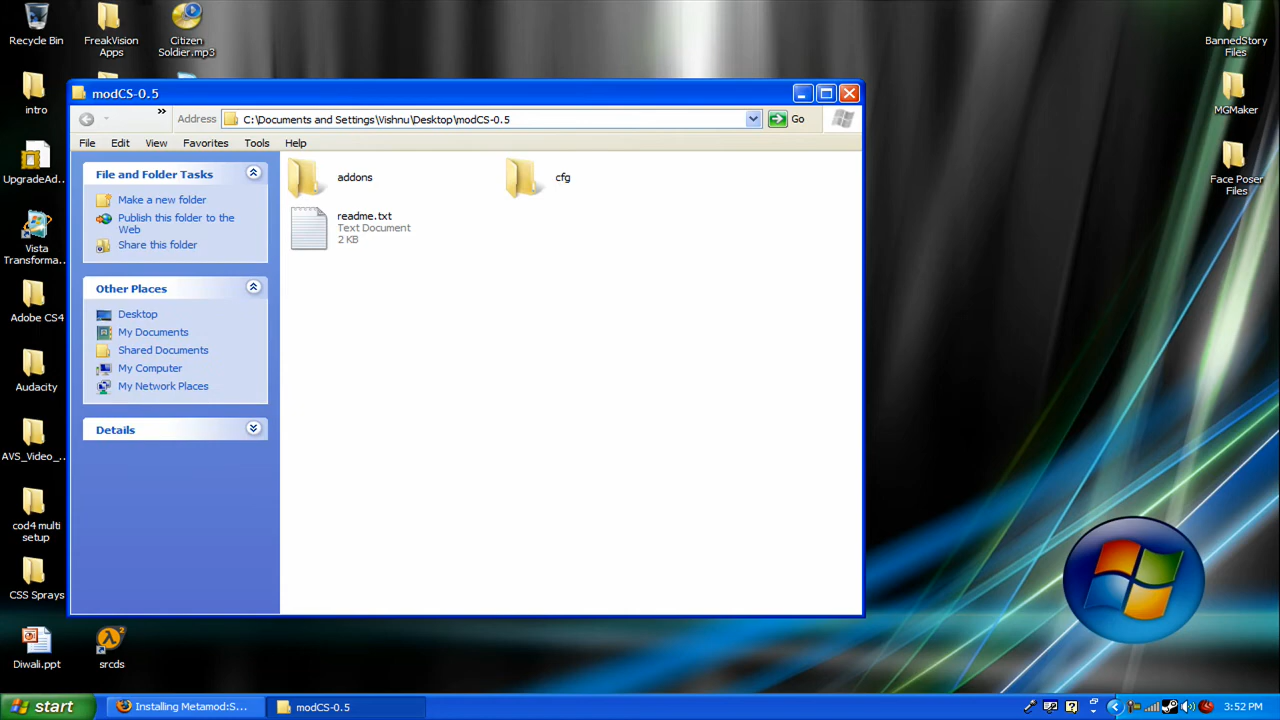 Recycle Bin
FreakVision
Apps
Citizen
Soldier.mp3
BannedStory
Files
intro
MGMaker
UpgradeAd...
Face Poser
Files
Vista
Transforma...
Adobe CS4
Audacity
AVS_Video_...
cod4 multi
setup
CSS Sprays
Diwali.ppt
srcds
modCS-0.5
»
Address
C:\Documents and Settings\Vishnu\Desktop\modCS-0.5
Go
File Edit View Favorites Tools Help
File and Folder Tasks
Make a new folder
Publish this folder to the
Web
Share this folder
Other Places
Desktop
My Documents
Shared Documents
My Computer
My Network Places
Details
addons
cfg
readme.txt
Text Document
2 KB
start
Installing Metamod:S...
modCS-0.5
3:52 PM